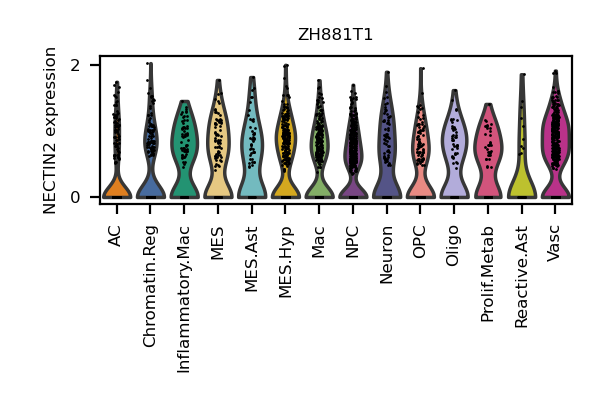 ZH881T1
NECTIN2 expression
2
0
AC
Chromatin.Reg
Inflammatory.Mac
MES
MES.Ast
MES.Hyp
Mac
NPC
Neuron
OPC
Oligo
Prolif.Metab
Reactive.Ast
Vasc